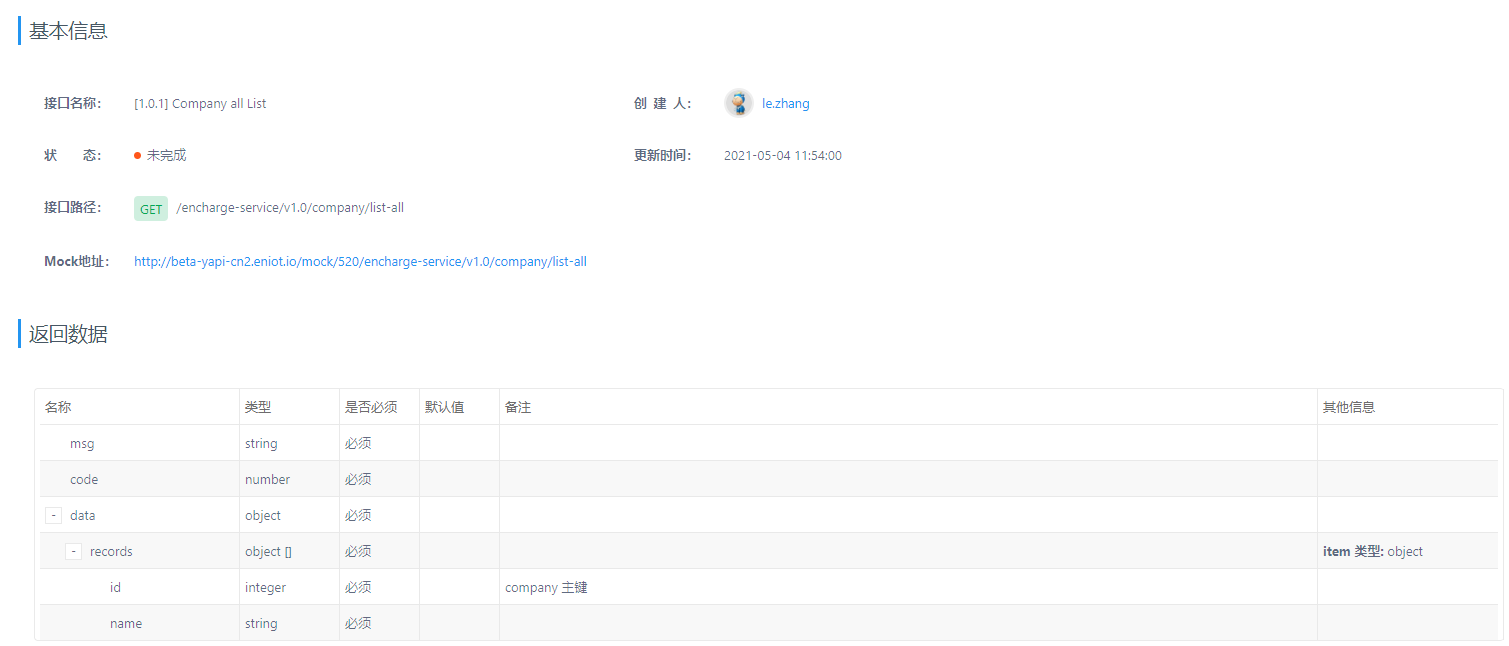 基本信息
接口名称： [1.0.1] Company all List 创 建 人： le.zhang
状 态： 未完成 更新时间： 2021-05-04 11:54:00
接口路径： GET /encharge-service/v1.0/company/list-all
Mock地址： http://beta-yapi-cn2.eniot.io/mock/520/encharge-service/v1.0/company/list-all
返回数据
名称 类型 是否必须 默认值 备注 其他信息
msg string 必须
code number 必须
- data object 必须
- records object [] 必须 item 类型: object
id integer 必须 company 主键
name string 必须